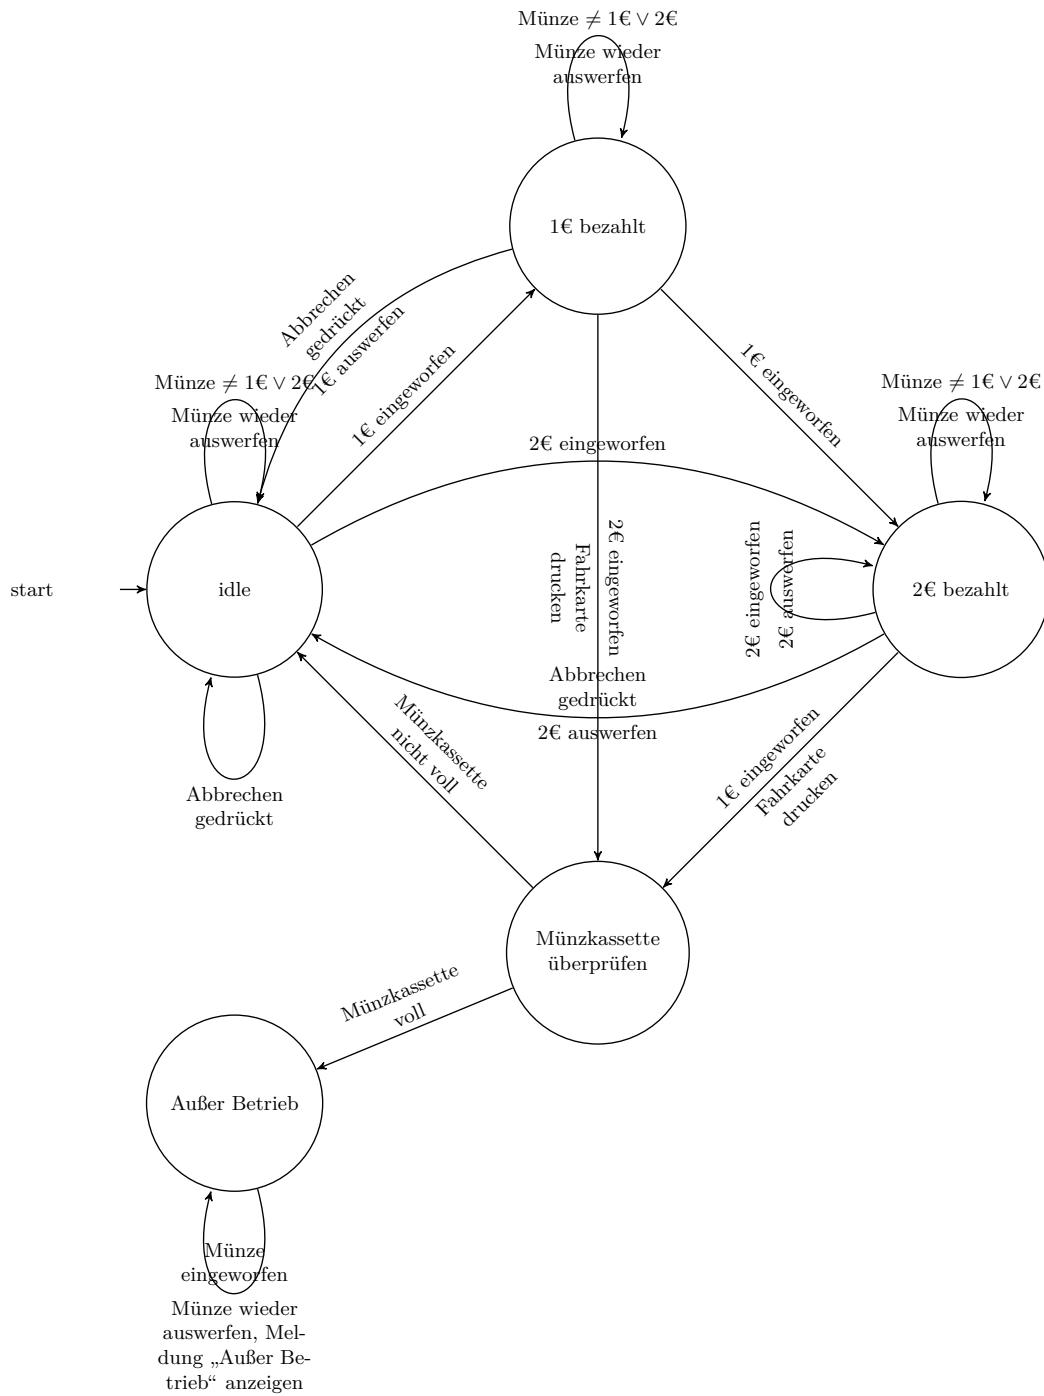 Münze ≠ 1€ ∨ 2€
Münze wieder
auswerfen
1€ bezahlt
Abbrechen
gedrückt
1€ auswerfen
1€ eingeworfen
1€ eingeworfen
Münze ≠ 1€ ∨ 2€
Münze wieder
auswerfen
Münze ≠ 1€ ∨ 2€
Münze wieder
auswerfen
2€ eingeworfen
2€ eingeworfen
Fahrkarte
drucken
2€ eingeworfen
2€ auswerfen
start
idle
2€ bezahlt
Abbrechen
gedrückt
2€ auswerfen
Münzkassette
nicht voll
1€ eingeworfen
Fahrkarte
drucken
Abbrechen
gedrückt
Münzkassette
überprüfen
Münzkassette
voll
Außer Betrieb
Münze
eingeworfen
Münze wieder
auswerfen, Mel-
dung „Außer Be-
trieb“ anzeigen